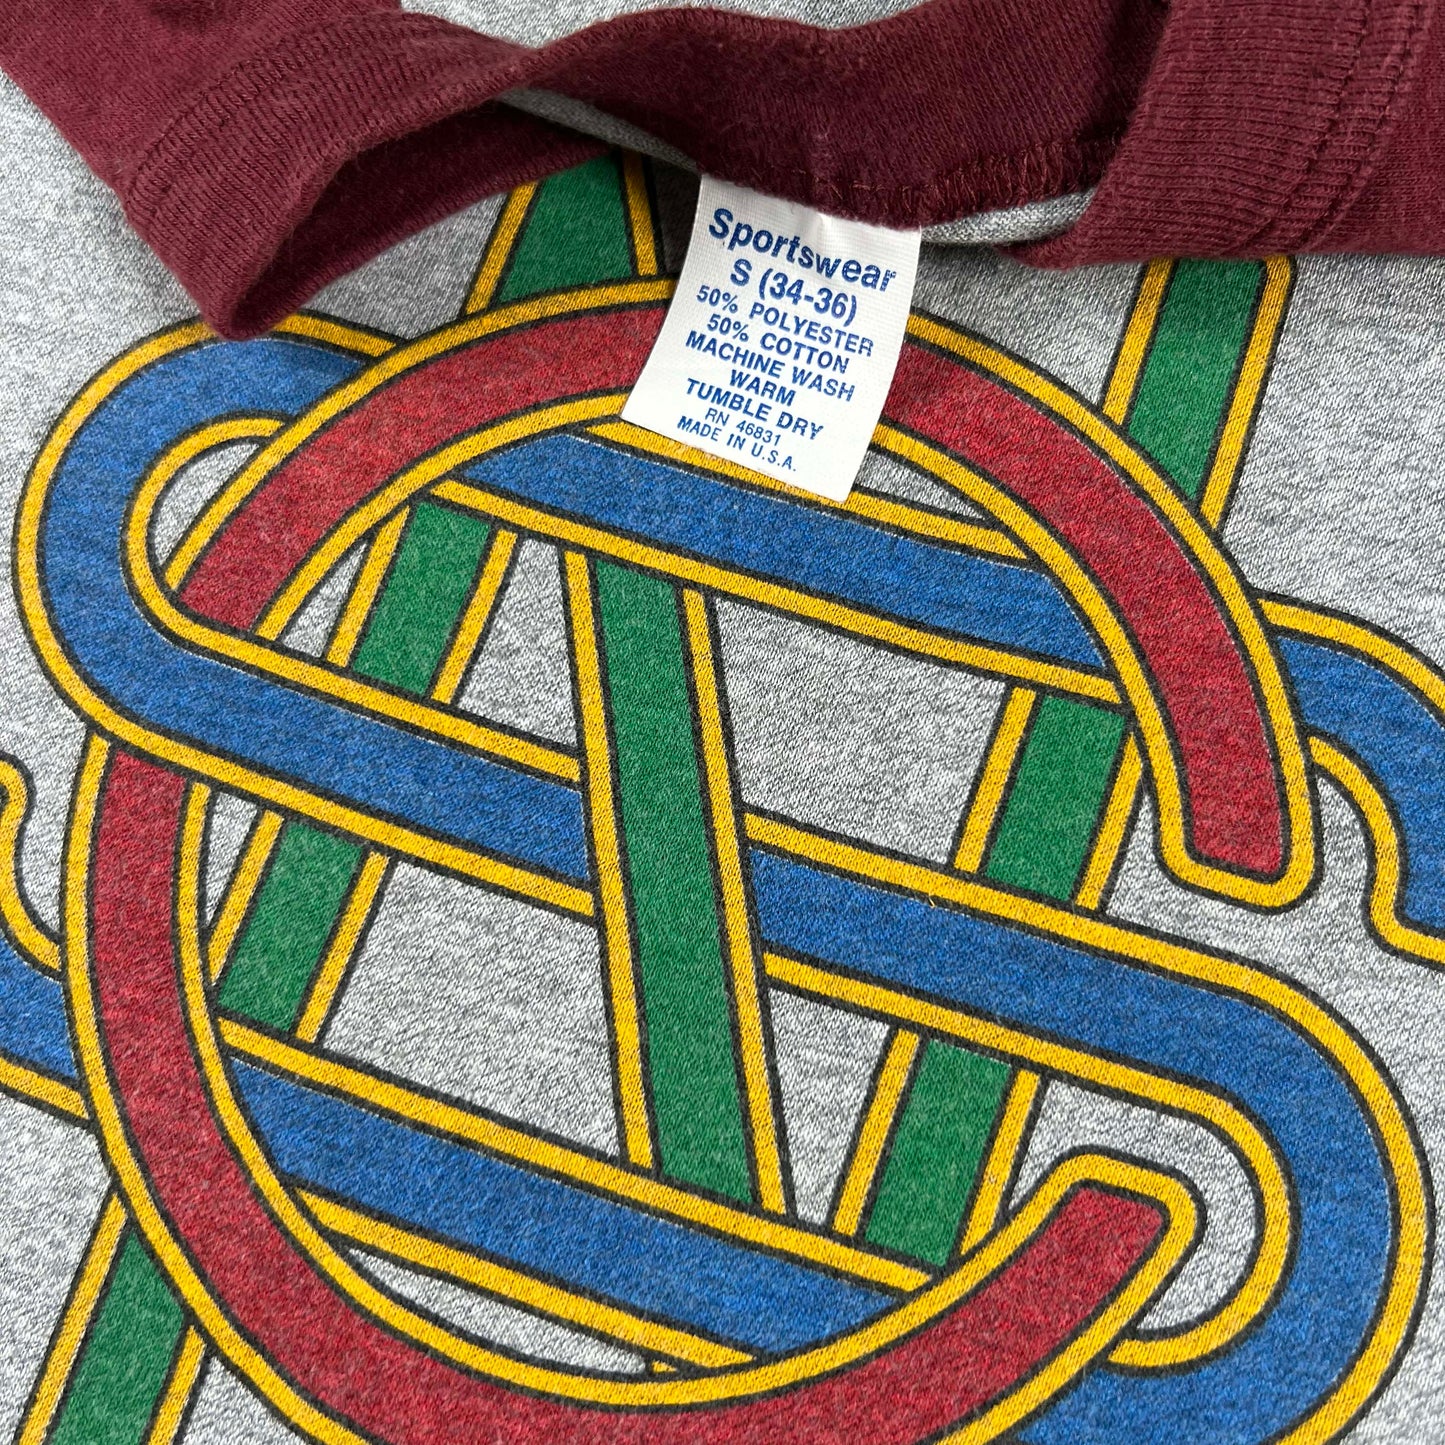 Sportswear
S (34-36)
50% POLYESTER
50% COTTON
MACHINE WASH
WARM
TUMBLE DRY
RN 46831
MADE IN U.S.A.